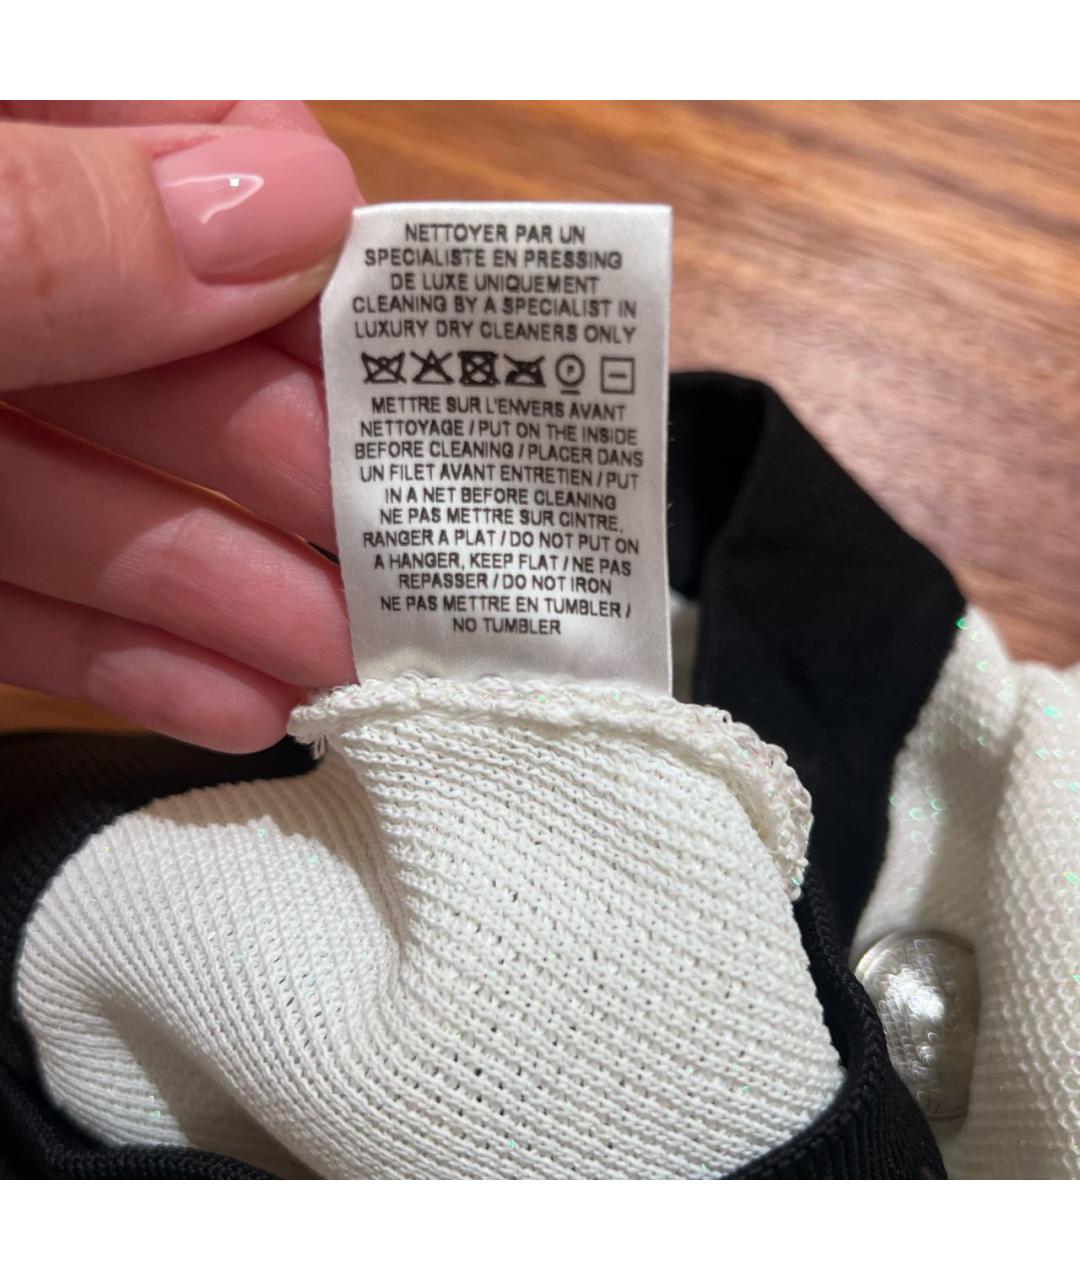 NETTOYER PAR UN
SPECIALISTE EN PRESSING
DE LUXE UNIQUEMENT
CLEANING BY A SPECIALIST IN
LUXURY DRY CLEANERS ONLY
P
METTRE SUR L'ENVERS AVANT
NETTOYAGE / PUT ON THE INSIDE
BEFORE CLEANING / PLACER DANS
UN FILET AVANT ENTRETIEN / PUT
IN A NET BEFORE CLEANING
NE PAS METTRE SUR CINTRE,
RANGER A PLAT / DO NOT PUT ON
A HANGER, KEEP FLAT / NE PAS
REPASSER / DO NOT IRON
NE PAS METTRE EN TUMBLER /
NO TUMBLER